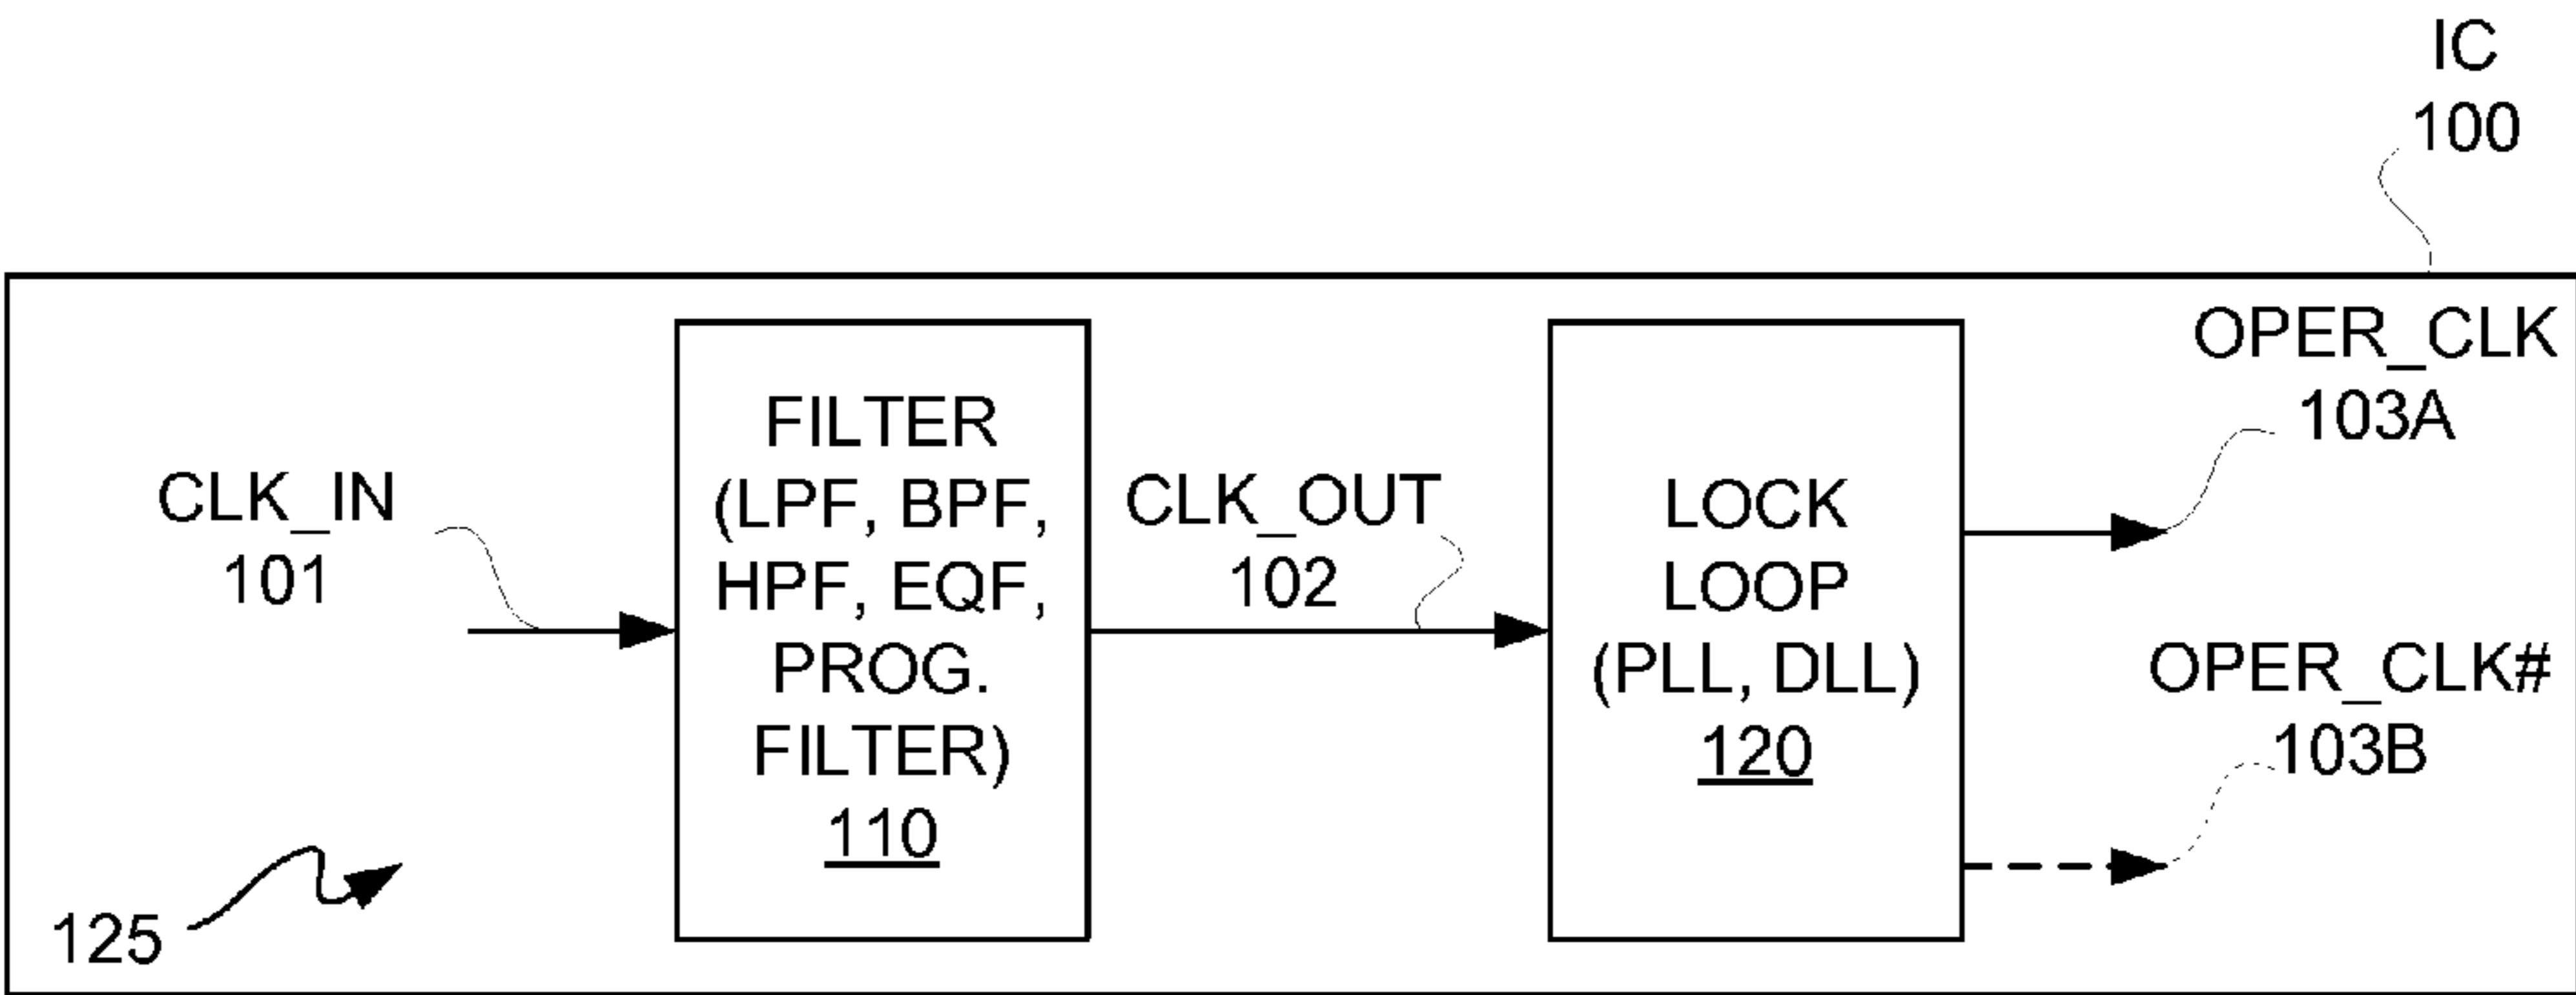 IC
100
CLK_IN
101
FILTER
(LPF, BPF,
HPF, EQF,
PROG.
FILTER)
110
CLK_OUT
102
LOCK
LOOP
(PLL, DLL)
120
OPER_CLK
103A
OPER_CLK#
103B
125